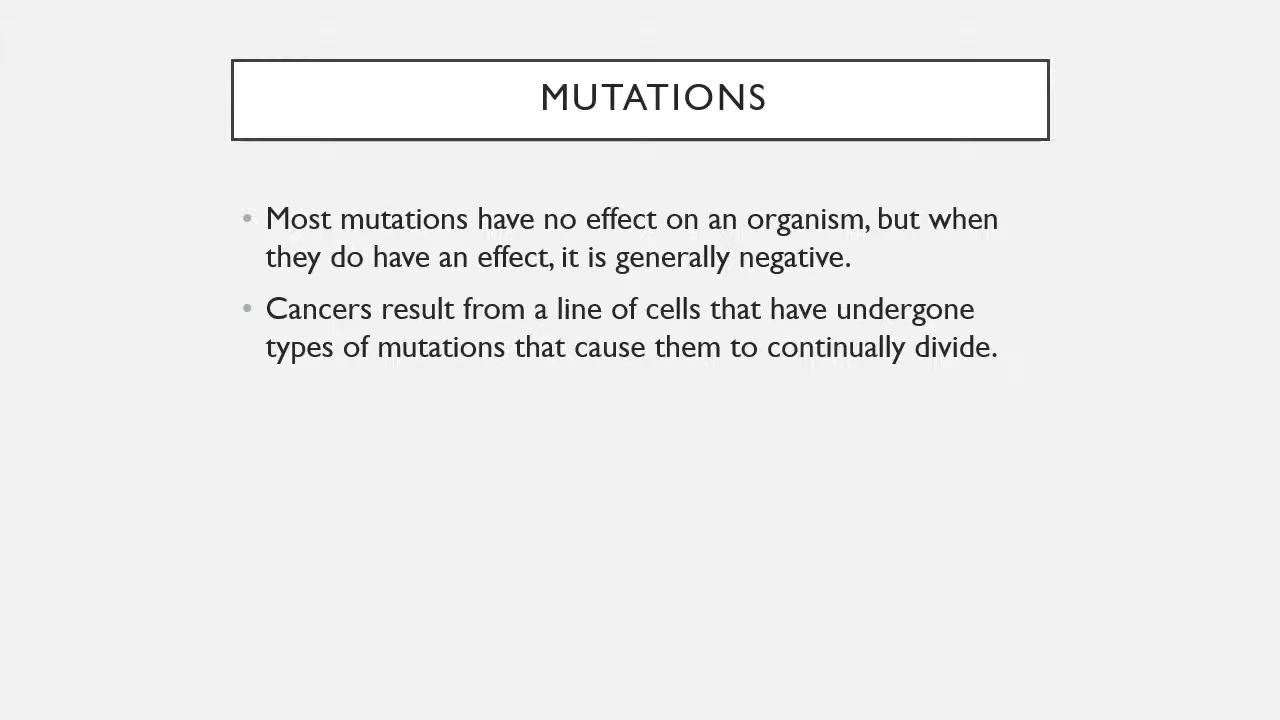 MUTATIONS
• Most mutations have no effect on an organism, but when
they do have an effect, it is generally negative.
• Cancers result from a line of cells that have undergone
types of mutations that cause them to continually divide.